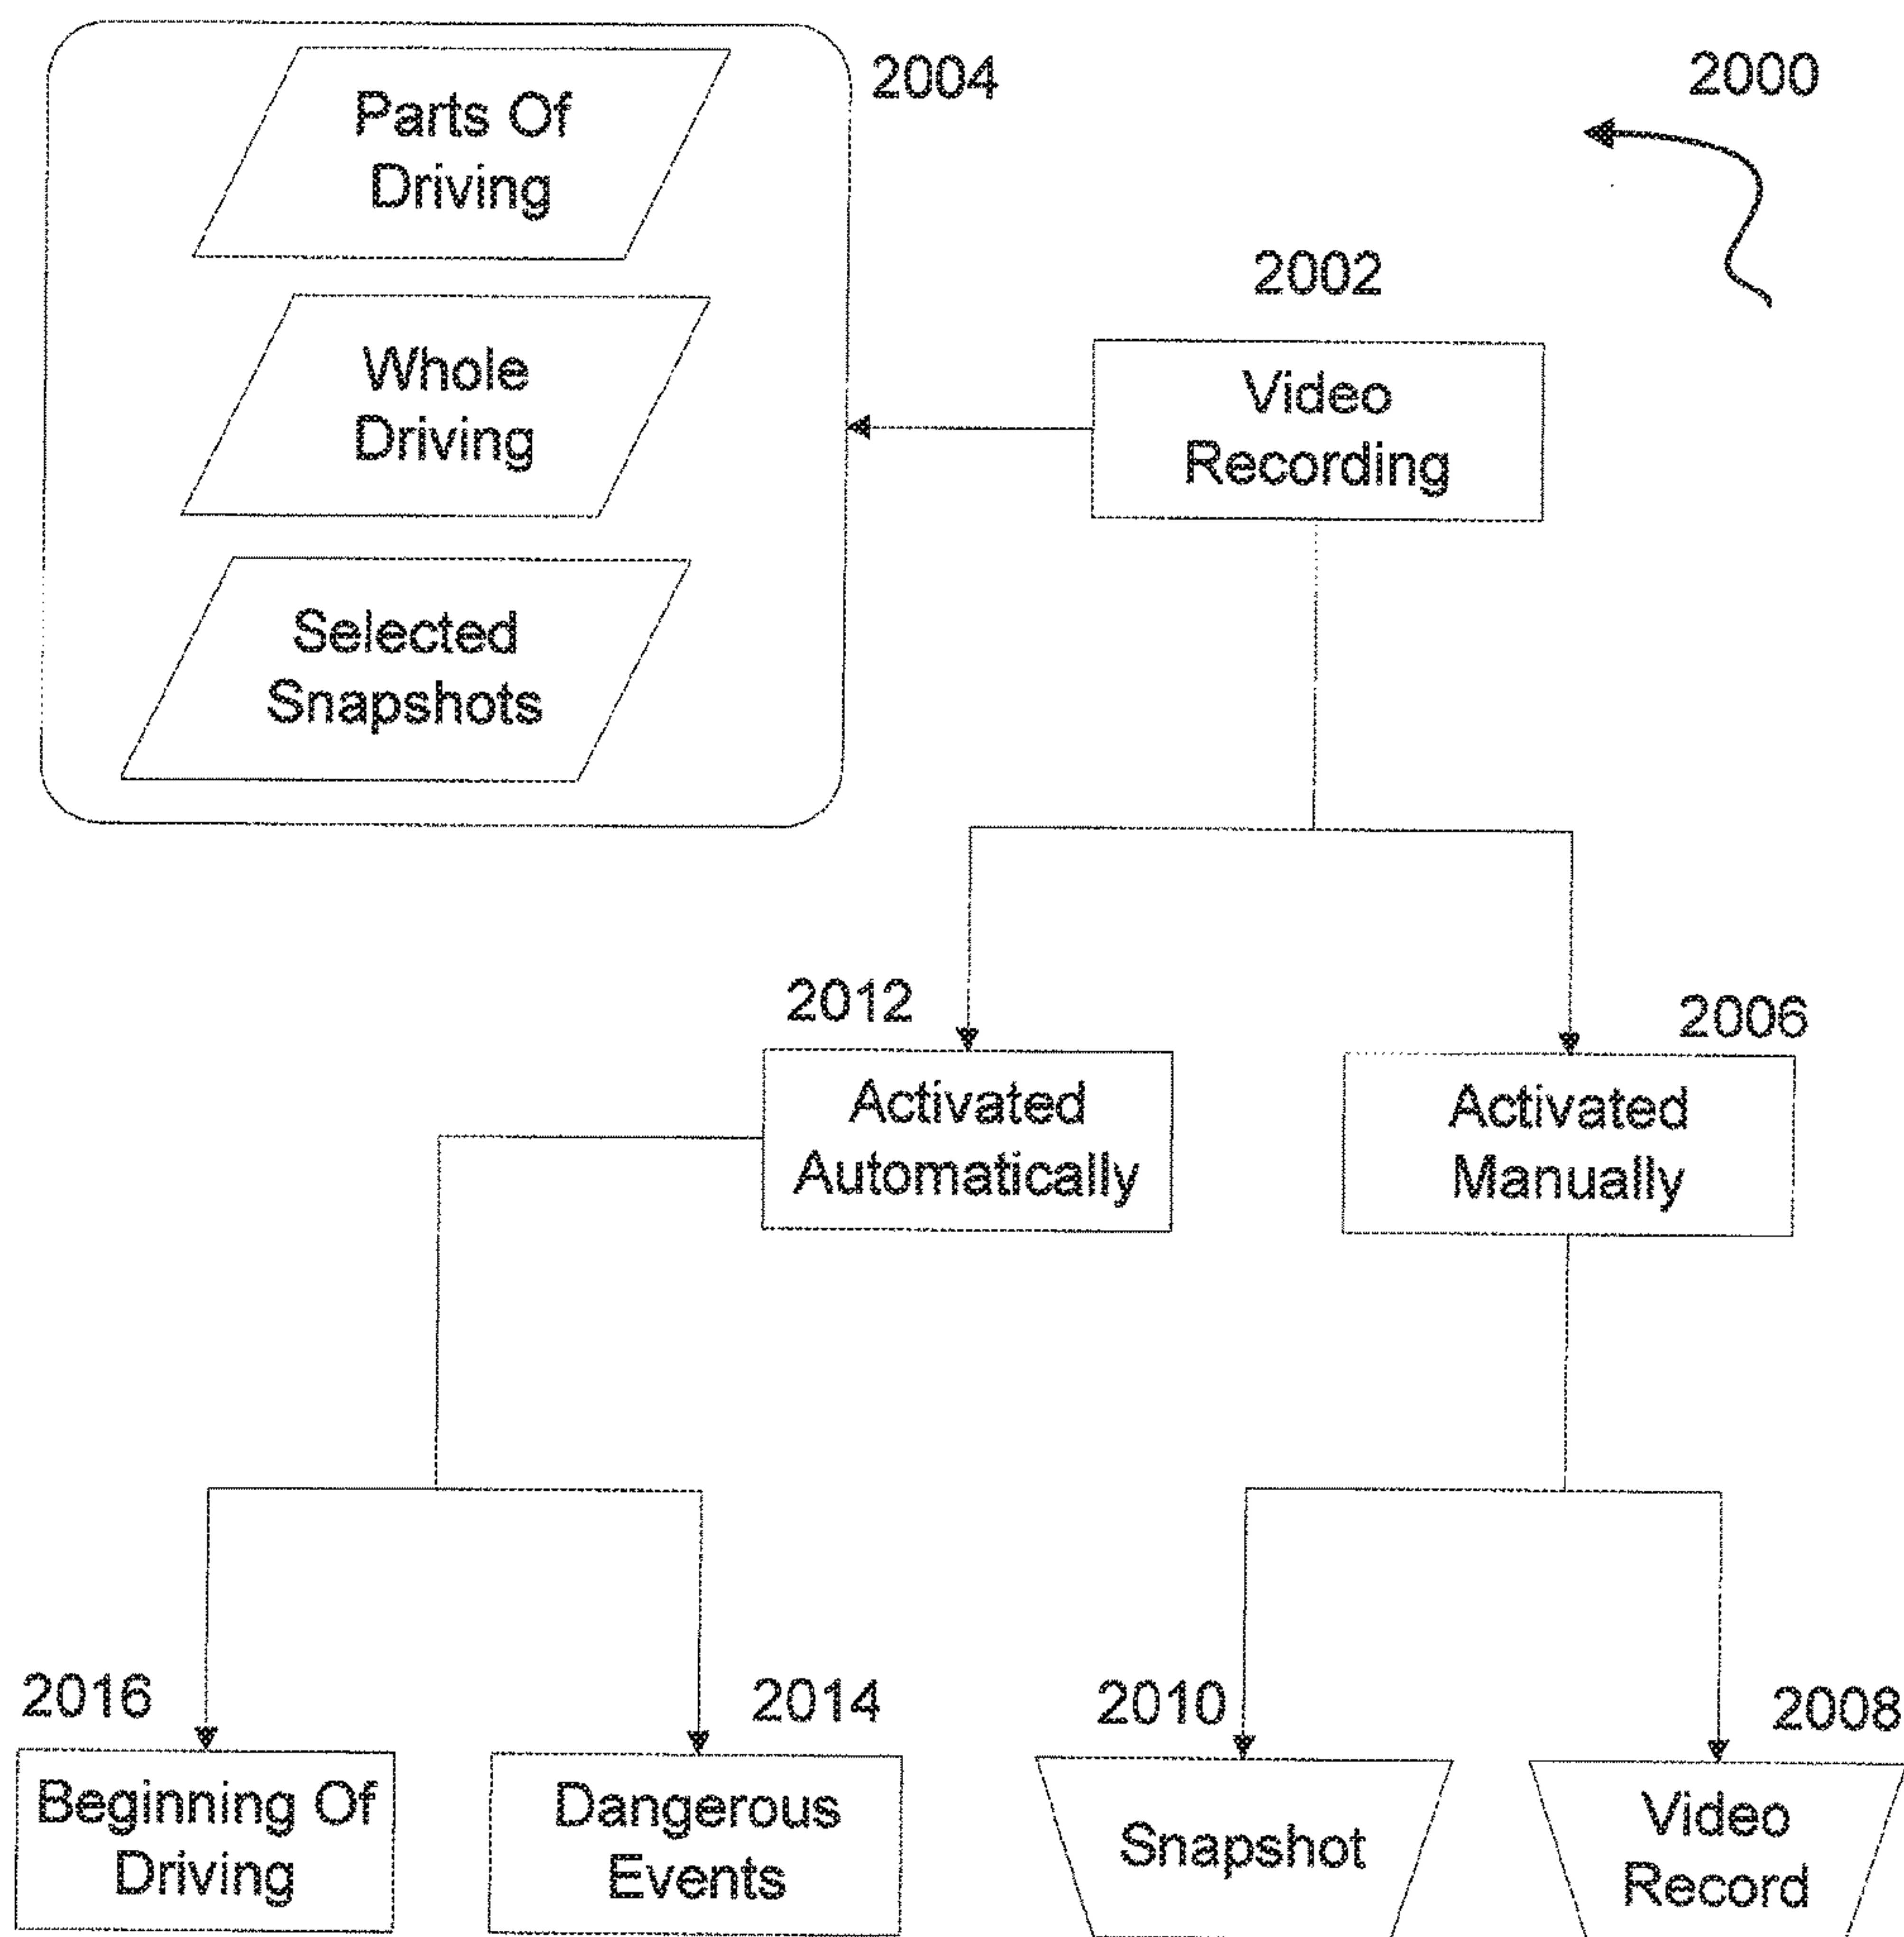 2004
2000
Parts Of
Driving
2002
Whole
Driving
Video
Recording
Selected
Snapshots
2012
2006
Activated
Automatically
Activated
Manually
2016
2014
2010
2008
Beginning Of
Driving
Dangerous
Events
Snapshot
Video
Record